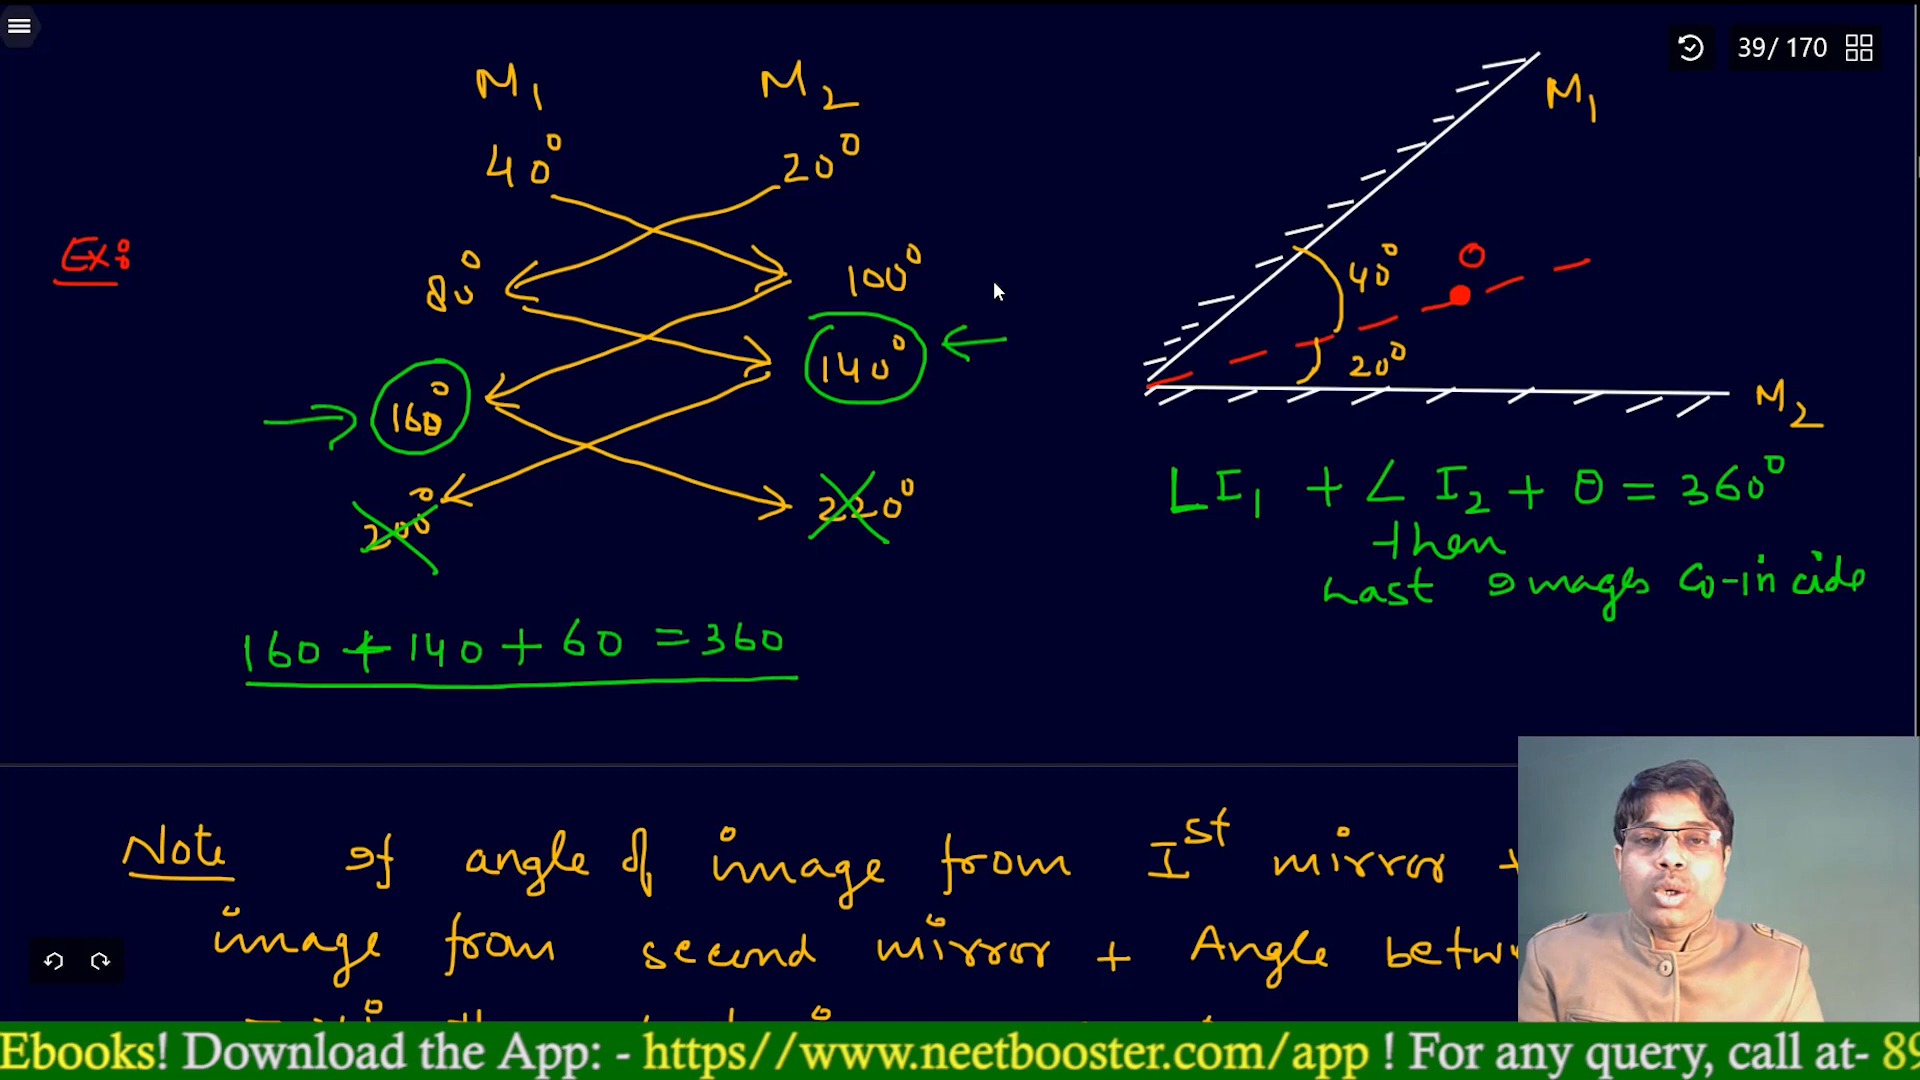 39/ 170
M1 M2
40° 20°
Ex:
80° 100°
140°
160°
200° 220°
160 + 140 + 60 = 360
M1
O
40°
20°
M2
∠I1 + ∠I2 + θ = 360°
then
Last Images Co-incide
Note If angle of image from Ist mirror +
image from second mirror + Angle betw
Ebooks! Download the App: - https//www.neetbooster.com/app ! For any query, call at- 89